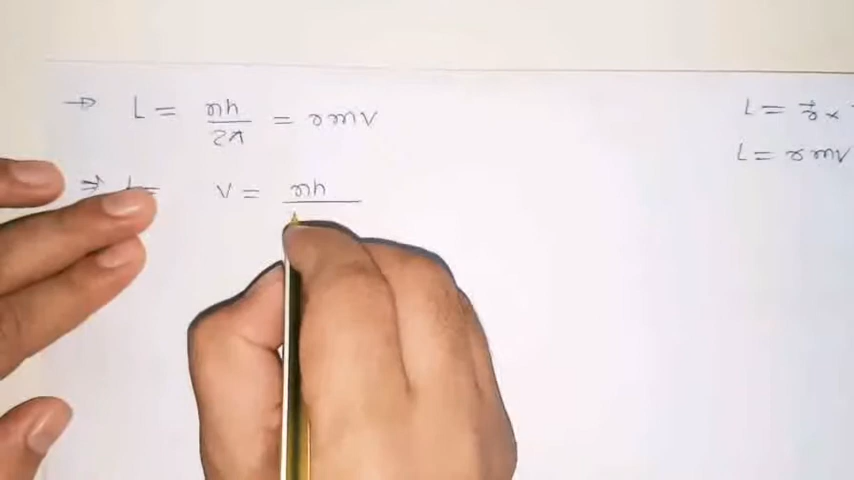 → L = nh/2π = rmv
⇒ L = v = nh
L = r⃗ ×
L = rmv